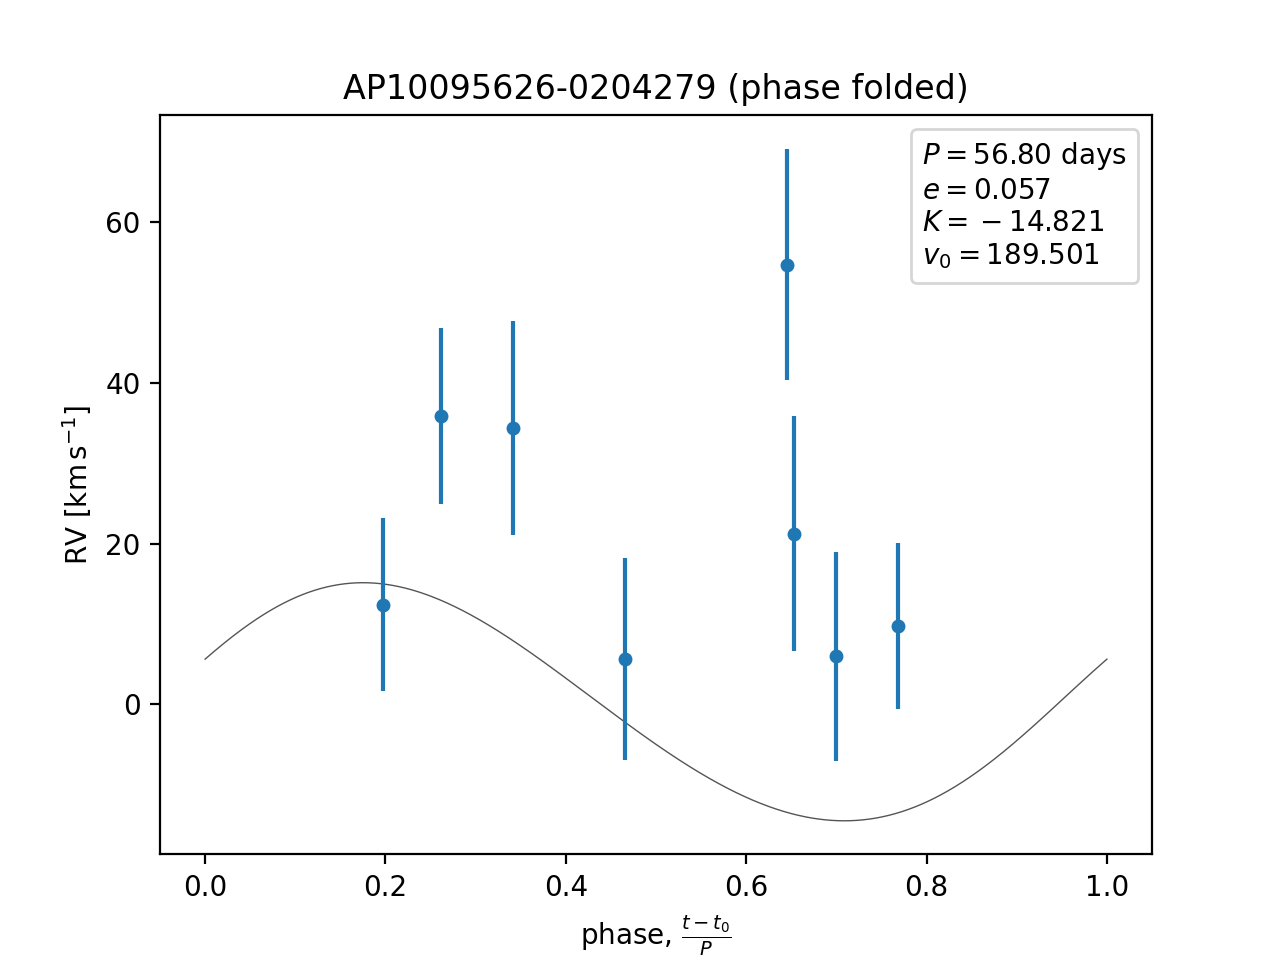 AP10095626-0204279 (phase folded)
P = 56.80 days
e = 0.057
K = − 14.821
v₀ = 189.501
60
40
20
0
RV [km s⁻¹]
0.0 0.2 0.4 0.6 0.8 1.0
phase, (t − t₀)/P